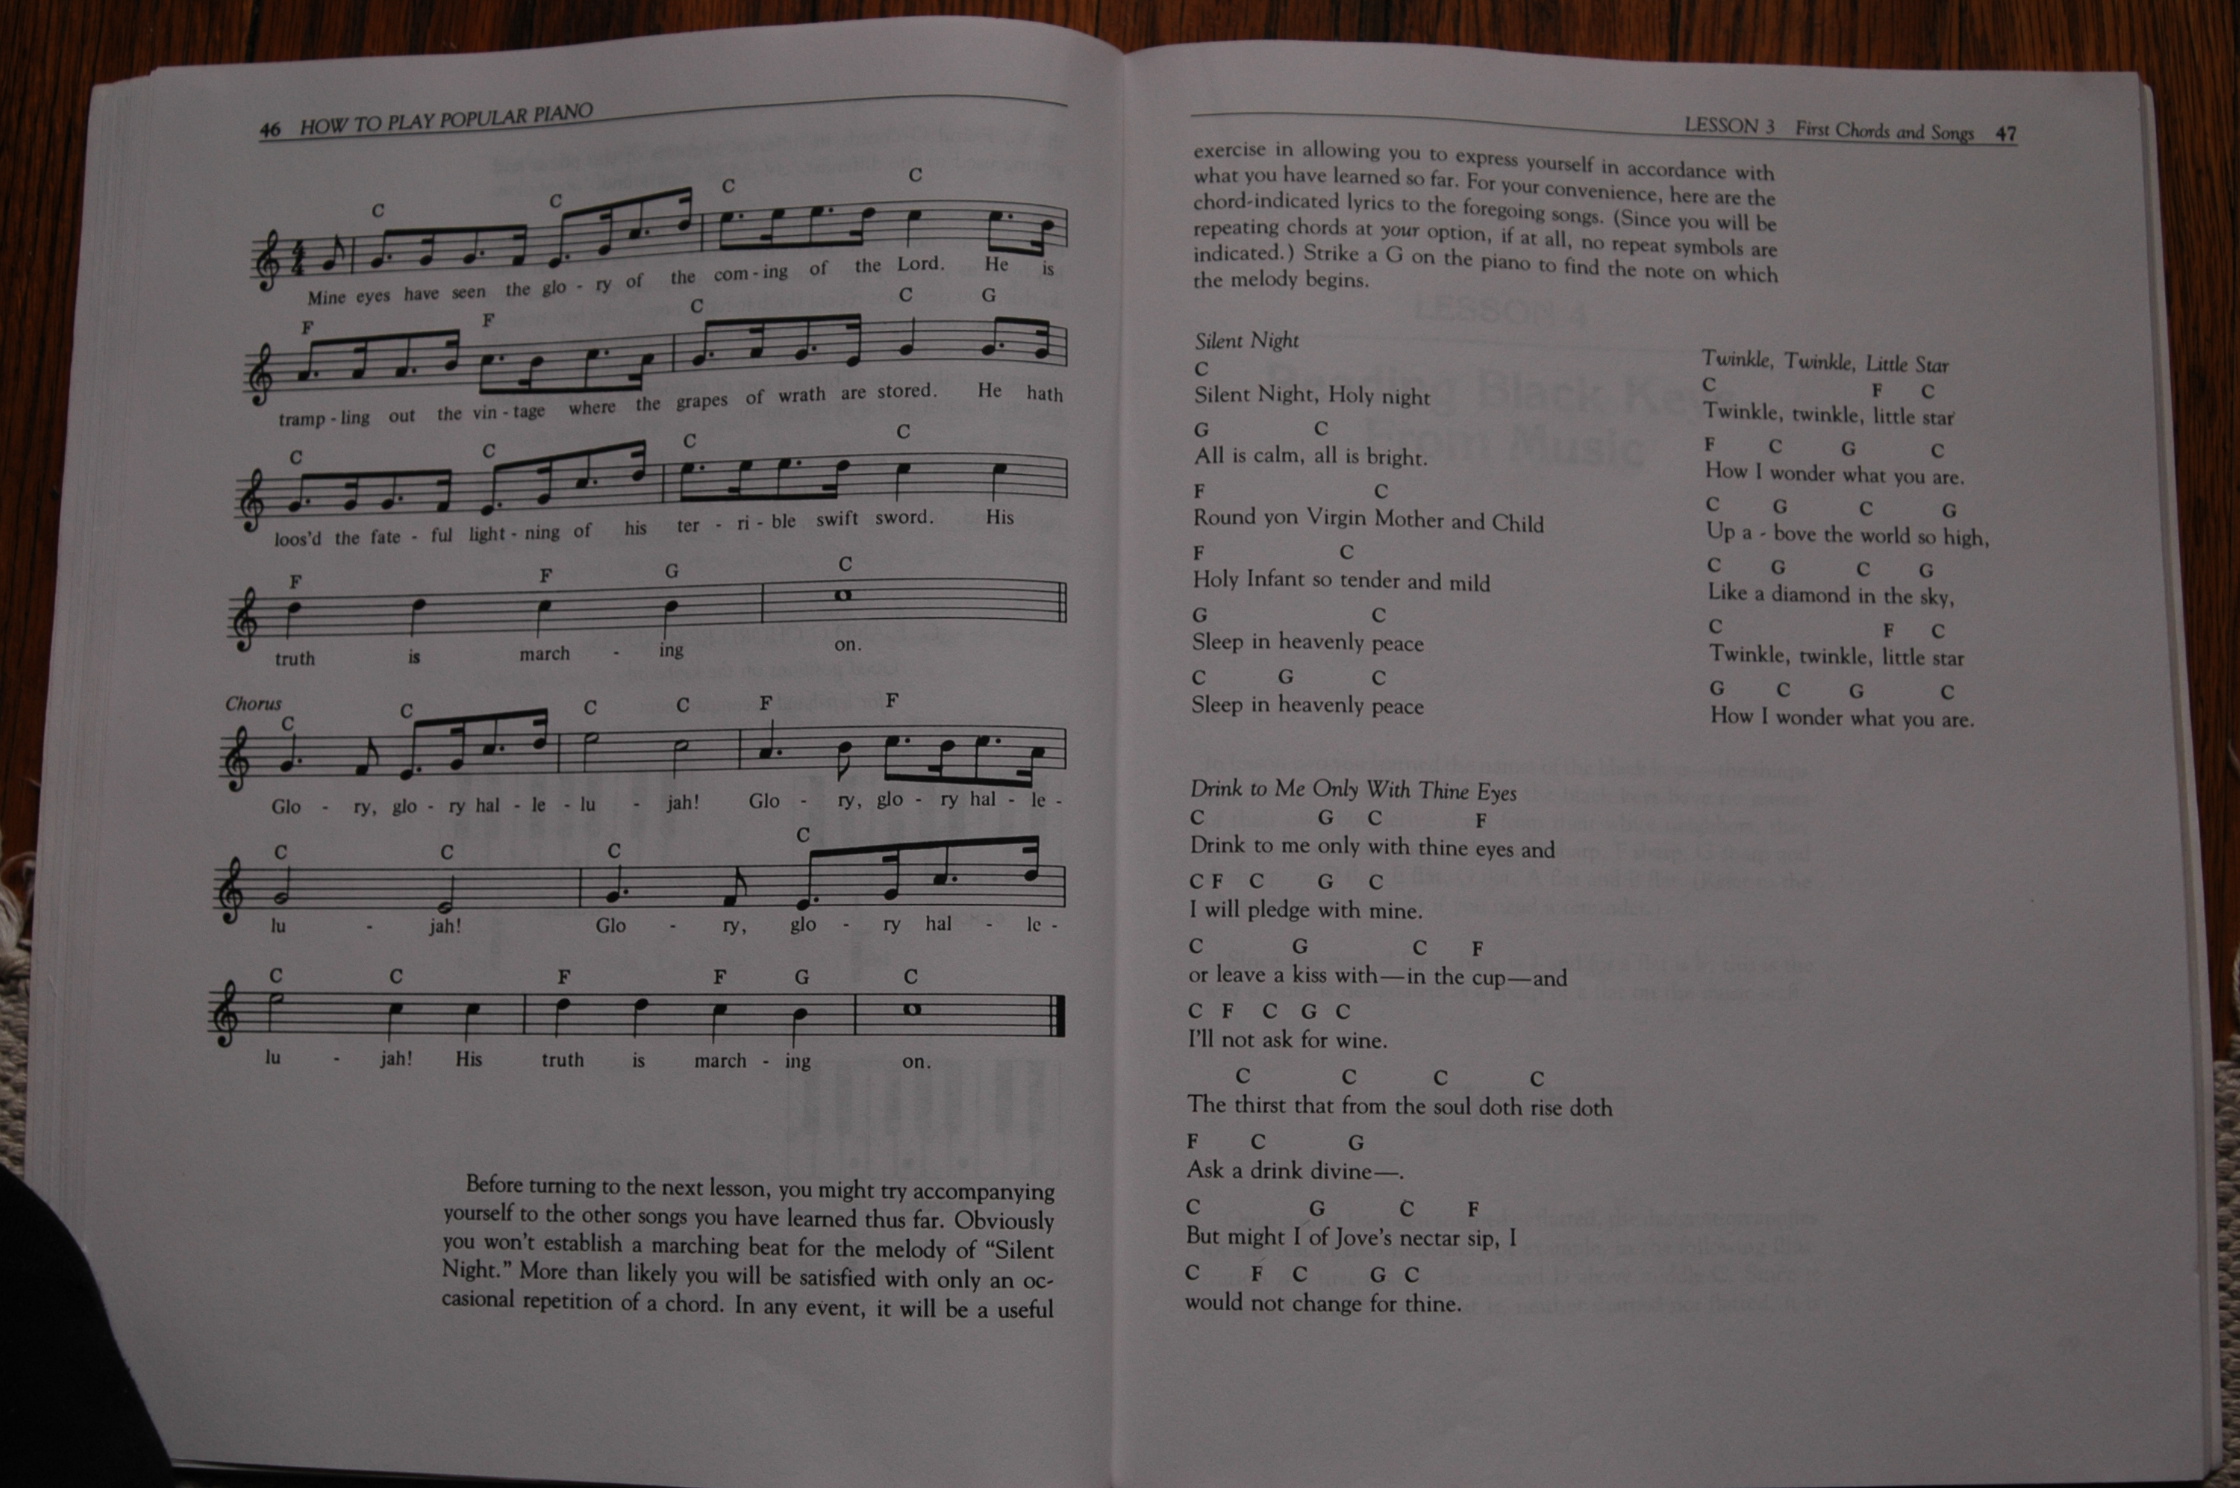 46 HOW TO PLAY POPULAR PIANO
C C C C
Mine eyes have seen the glo - ry of the com - ing of the Lord. He is
F F C C G
tramp - ling out the vin - tage where the grapes of wrath are stored. He hath
C C C C
loos'd the fate - ful light - ning of his ter - ri - ble swift sword. His
F F G C
truth is march - ing on.
Chorus
C C C C F F
Glo - ry, glo - ry hal - le - lu - jah! Glo - ry, glo - ry hal - le -
C C C C
lu - jah! Glo - ry, glo - ry hal - le -
C C F F G C
lu - jah! His truth is march - ing on.
Before turning to the next lesson, you might try accompanying
yourself to the other songs you have learned thus far. Obviously
you won't establish a marching beat for the melody of “Silent
Night.” More than likely you will be satisfied with only an oc-
casional repetition of a chord. In any event, it will be a useful
LESSON 3 First Chords and Songs 47
exercise in allowing you to express yourself in accordance with
what you have learned so far. For your convenience, here are the
chord-indicated lyrics to the foregoing songs. (Since you will be
repeating chords at your option, if at all, no repeat symbols are
indicated.) Strike a G on the piano to find the note on which
the melody begins.
Silent Night
C
Silent Night, Holy night
G C
All is calm, all is bright.
F C
Round yon Virgin Mother and Child
F C
Holy Infant so tender and mild
G C
Sleep in heavenly peace
C G C
Sleep in heavenly peace
Twinkle, Twinkle, Little Star
C F C
Twinkle, twinkle, little star
F C G C
How I wonder what you are.
C G C G
Up a - bove the world so high,
C G C G
Like a diamond in the sky,
C F C
Twinkle, twinkle, little star
G C G C
How I wonder what you are.
Drink to Me Only With Thine Eyes
C G C F
Drink to me only with thine eyes and
C F C G C
I will pledge with mine.
C G C F
or leave a kiss with—in the cup—and
C F C G C
I'll not ask for wine.
C C C C
The thirst that from the soul doth rise doth
F C G
Ask a drink divine—.
C G C F
But might I of Jove's nectar sip, I
C F C G C
would not change for thine.